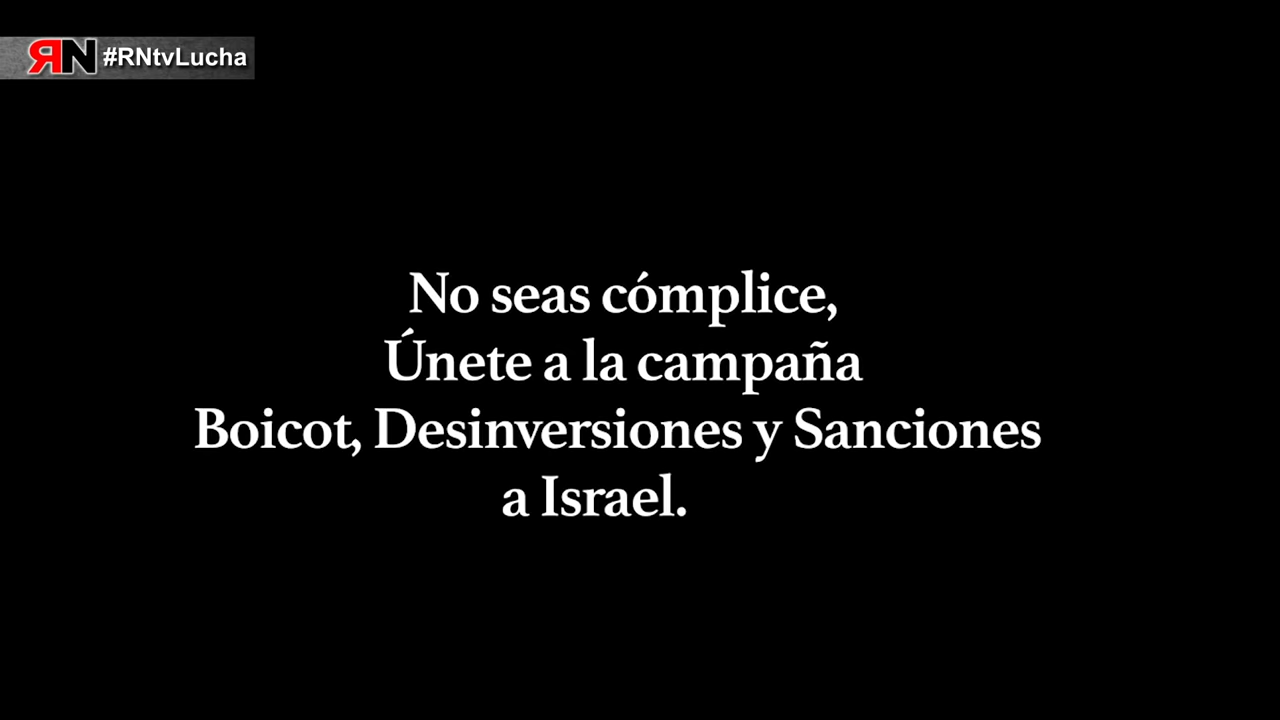 RN #RNtvLucha
No seas cómplice,
Únete a la campaña
Boicot, Desinversiones y Sanciones
a Israel.